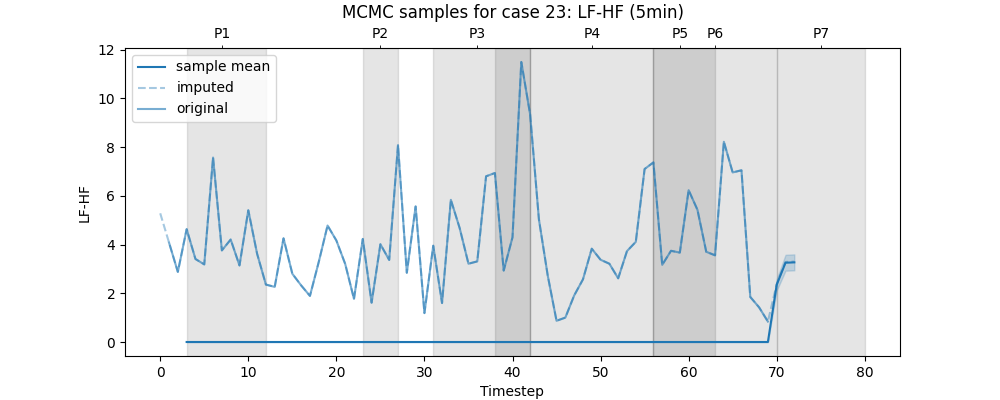 MCMC samples for case 23: LF-HF (5min)
P1 P2 P3 P4 P5 P6 P7
sample mean
imputed
original
12
10
8
6
4
2
0
LF-HF
0 10 20 30 40 50 60 70 80
Timestep